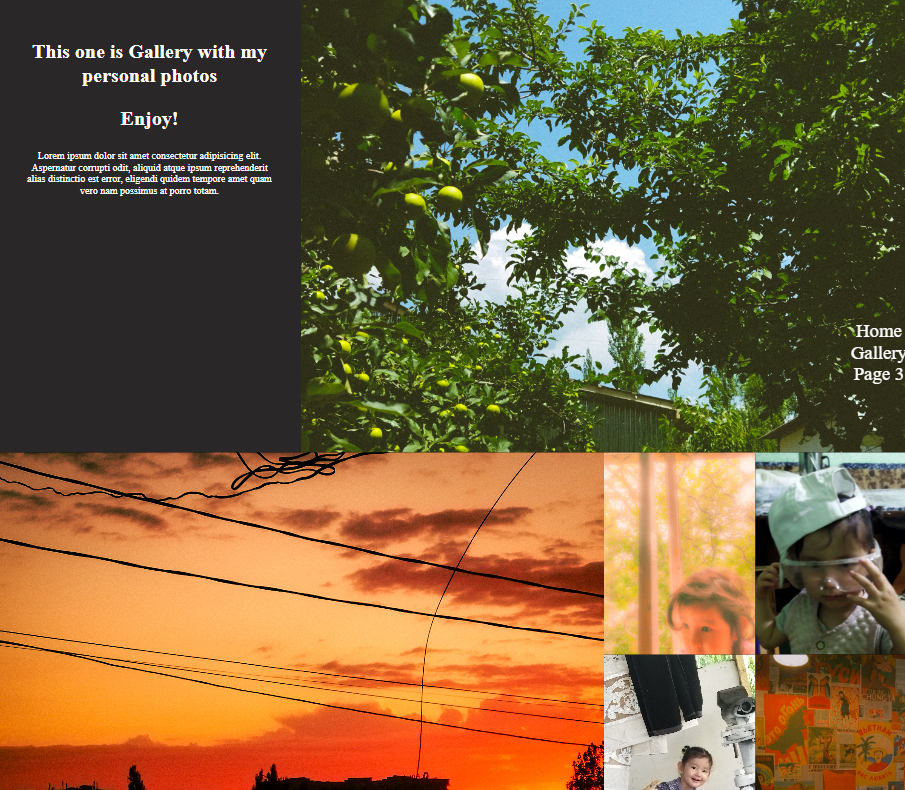 This one is Gallery with my
personal photos
Enjoy!
Lorem ipsum dolor sit amet consectetur adipisicing elit.
Aspernatur corrupti odit, aliquid atque ipsum reprehenderit
alias distinctio est error, eligendi quidem tempore amet quam
vero nam possimus at porro totam.
Home
Gallery
Page 3